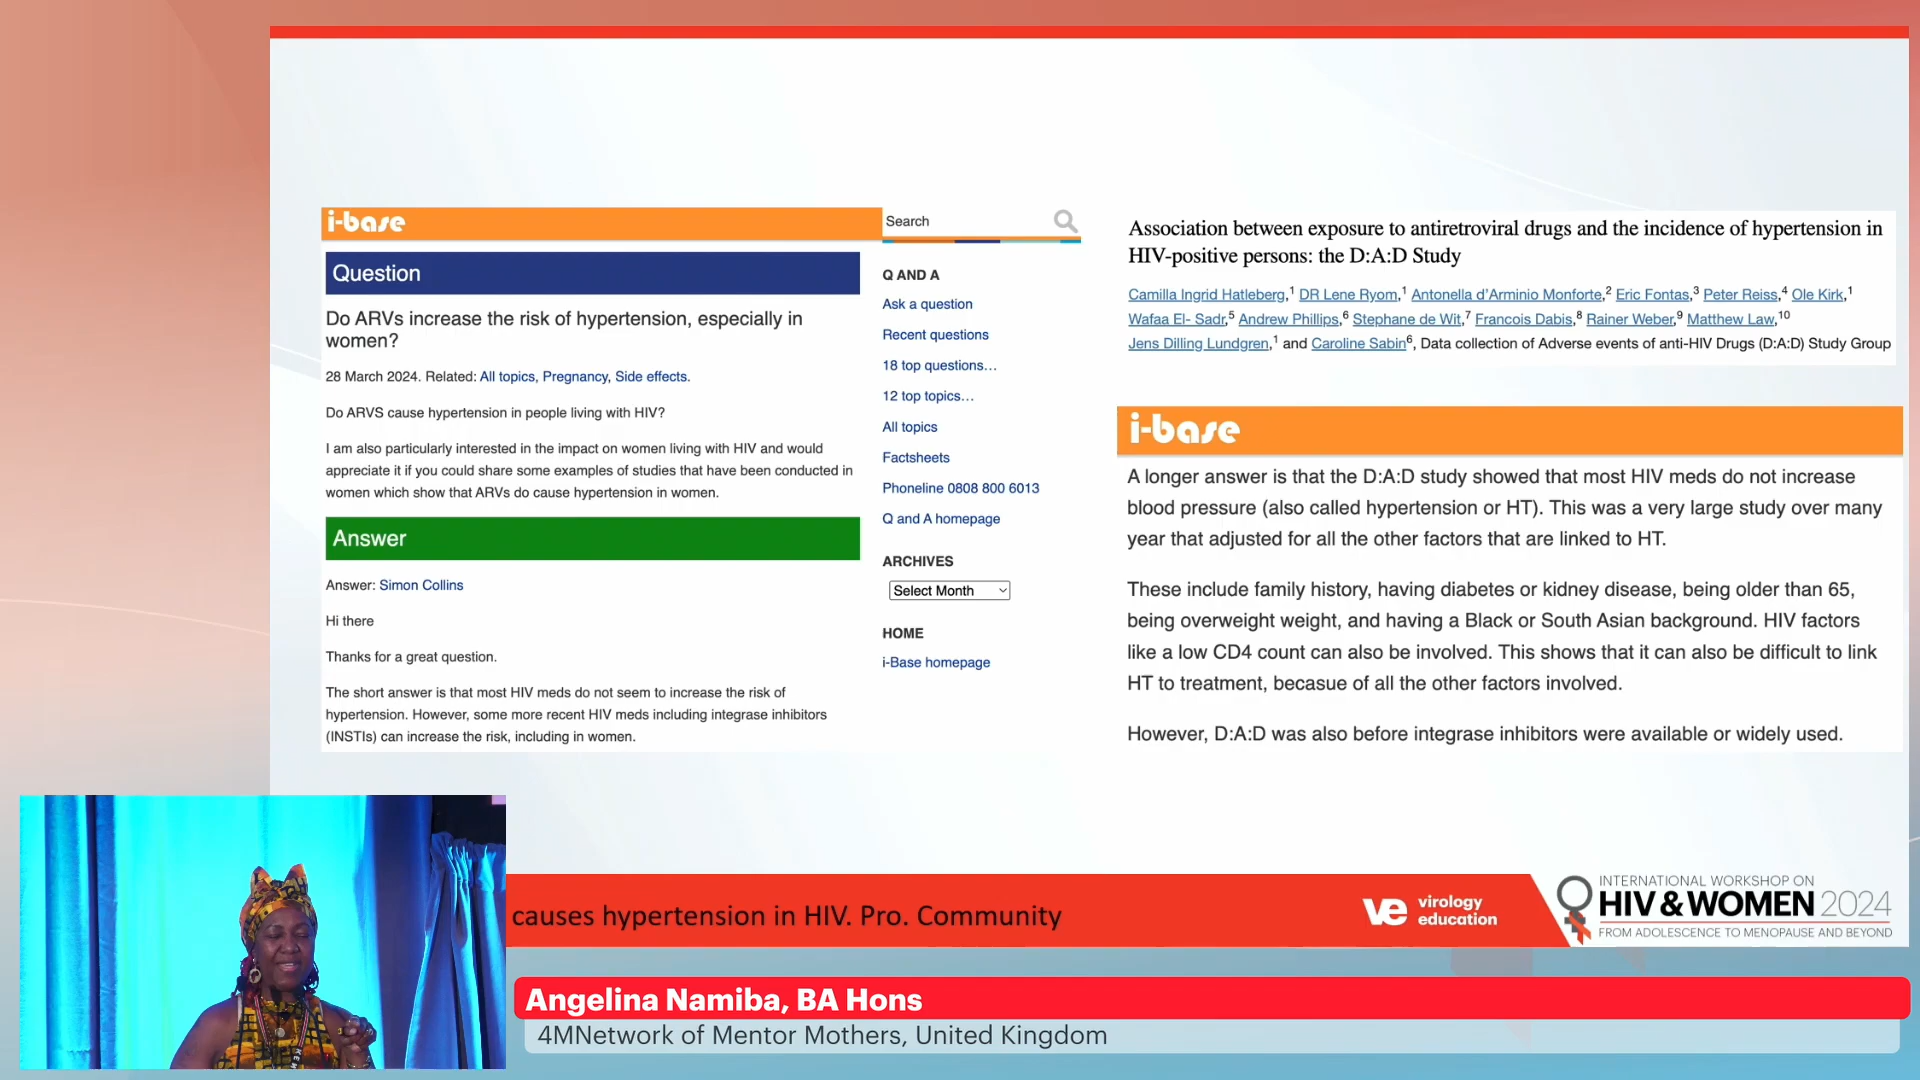 i-base
Search
Question
Do ARVs increase the risk of hypertension, especially in
women?
28 March 2024. Related: All topics, Pregnancy, Side effects.
Do ARVS cause hypertension in people living with HIV?
I am also particularly interested in the impact on women living with HIV and would
appreciate it if you could share some examples of studies that have been conducted in
women which show that ARVs do cause hypertension in women.
Answer
Answer: Simon Collins
Hi there
Thanks for a great question.
The short answer is that most HIV meds do not seem to increase the risk of
hypertension. However, some more recent HIV meds including integrase inhibitors
(INSTIs) can increase the risk, including in women.
Q AND A
Ask a question
Recent questions
18 top questions…
12 top topics…
All topics
Factsheets
Phoneline 0808 800 6013
Q and A homepage
ARCHIVES
Select Month
HOME
i-Base homepage
Association between exposure to antiretroviral drugs and the incidence of hypertension in
HIV-positive persons: the D:A:D Study
Camilla Ingrid Hatleberg,1 DR Lene Ryom,1 Antonella d'Arminio Monforte,2 Eric Fontas,3 Peter Reiss,4 Ole Kirk,1
Wafaa El- Sadr,5 Andrew Phillips,6 Stephane de Wit,7 Francois Dabis,8 Rainer Weber,9 Matthew Law,10
Jens Dilling Lundgren,1 and Caroline Sabin6, Data collection of Adverse events of anti-HIV Drugs (D:A:D) Study Group
i-base
A longer answer is that the D:A:D study showed that most HIV meds do not increase
blood pressure (also called hypertension or HT). This was a very large study over many
year that adjusted for all the other factors that are linked to HT.
These include family history, having diabetes or kidney disease, being older than 65,
being overweight weight, and having a Black or South Asian background. HIV factors
like a low CD4 count can also be involved. This shows that it can also be difficult to link
HT to treatment, becasue of all the other factors involved.
However, D:A:D was also before integrase inhibitors were available or widely used.
causes hypertension in HIV. Pro. Community
ve virology
education
INTERNATIONAL WORKSHOP ON
HIV & WOMEN 2024
FROM ADOLESCENCE TO MENOPAUSE AND BEYOND
Angelina Namiba, BA Hons
4MNetwork of Mentor Mothers, United Kingdom